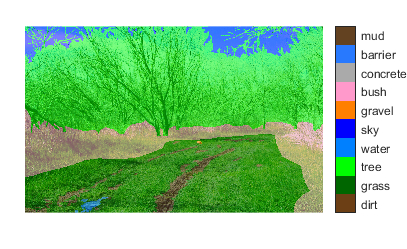 mud
barrier
concrete
bush
gravel
sky
water
tree
grass
dirt